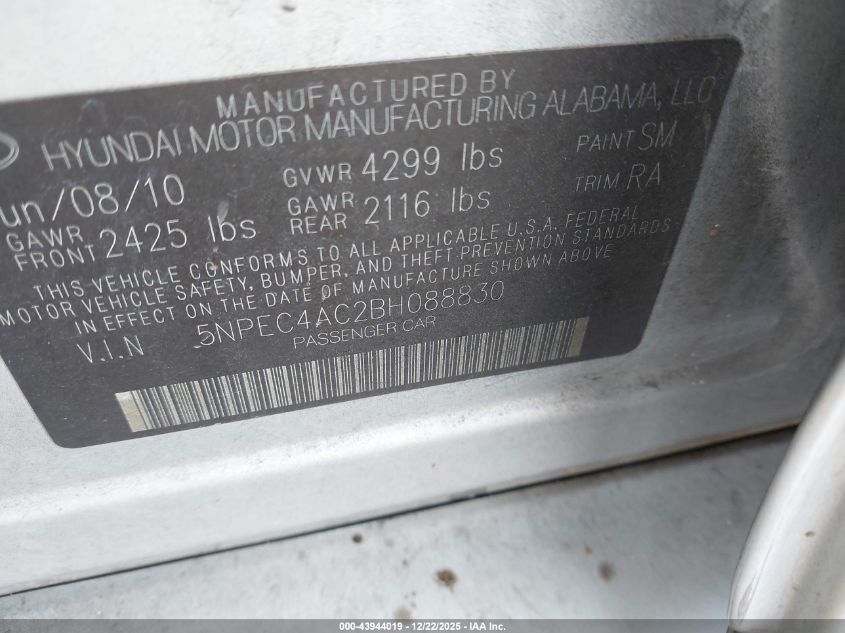 MANUFACTURED BY
HYUNDAI MOTOR MANUFACTURING ALABAMA, LLC
un/08/10 GVWR 4299 lbs PAINT SM
GAWR FRONT 2425 lbs GAWR REAR 2116 lbs TRIM RA
THIS VEHICLE CONFORMS TO ALL APPLICABLE U.S.A. FEDERAL
MOTOR VEHICLE SAFETY, BUMPER, AND THEFT PREVENTION STANDARDS
IN EFFECT ON THE DATE OF MANUFACTURE SHOWN ABOVE
V.I.N 5NPEC4AC2BH088830
PASSENGER CAR
000-43944019 - 12/22/2025 - IAA Inc.